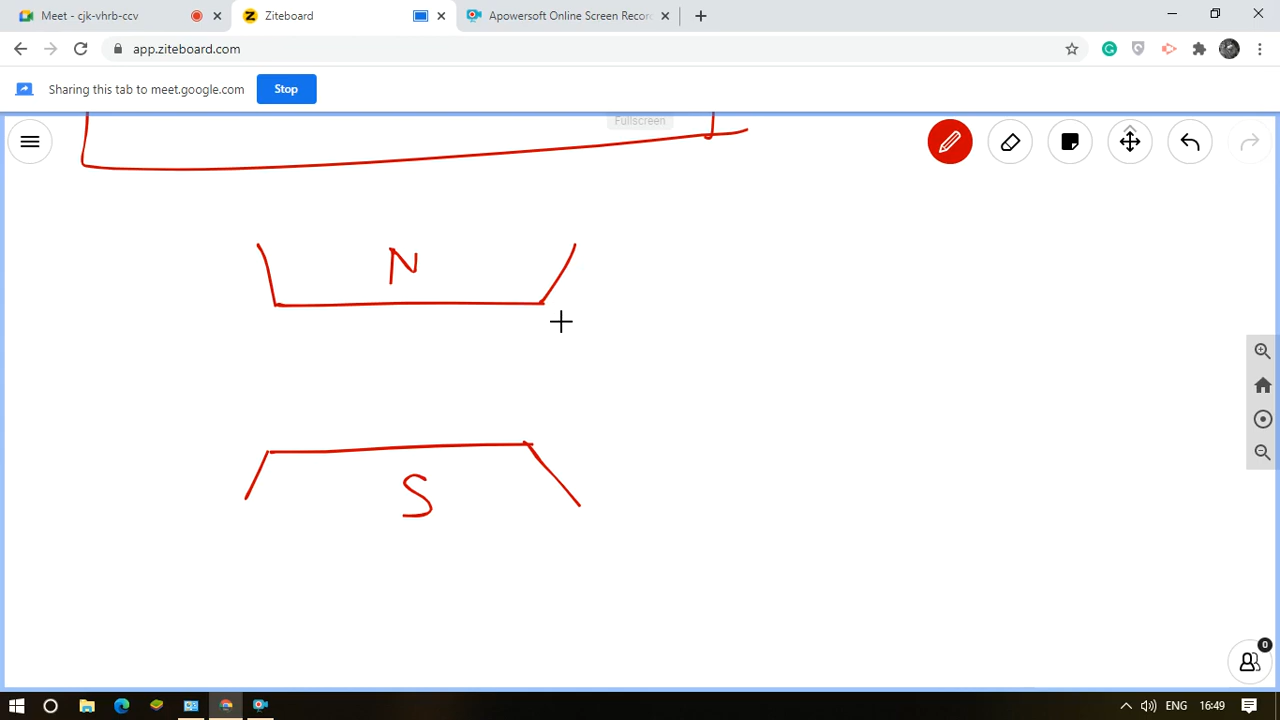 Meet - cjk-vhrb-ccv
Ziteboard
Apowersoft Online Screen Recor
app.ziteboard.com
Sharing this tab to meet.google.com
Stop
Fullscreen
N
S
0
ENG
16:49